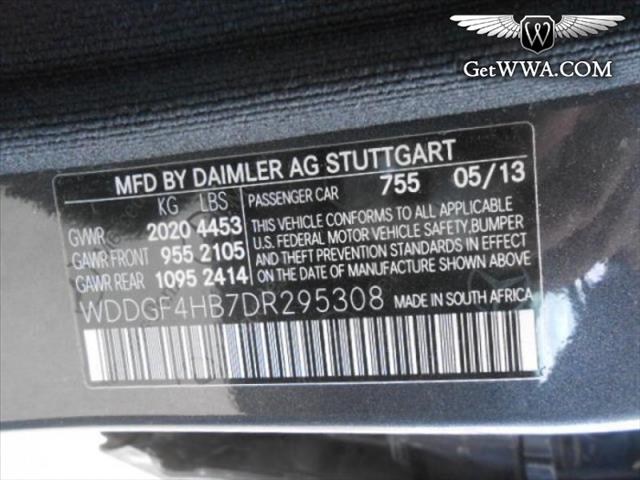 W
GetWWA.COM
MFD BY DAIMLER AG STUTTGART
KG LBS
GVWR 2020 4453
GAWR FRONT 955 2105
GAWR REAR 1095 2414
PASSENGER CAR 755 05/13
THIS VEHICLE CONFORMS TO ALL APPLICABLE
U.S. FEDERAL MOTOR VEHICLE SAFETY, BUMPER
AND THEFT PREVENTION STANDARDS IN EFFECT
ON THE DATE OF MANUFACTURE SHOWN ABOVE.
WDDGF4HB7DR295308 MADE IN SOUTH AFRICA